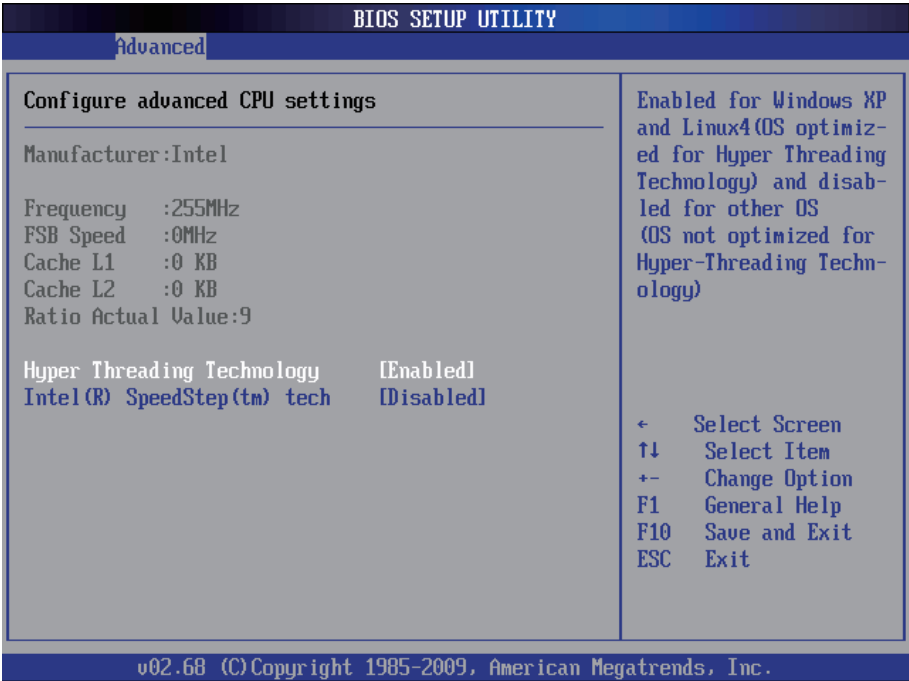 BIOS SETUP UTILITY
Advanced
Configure advanced CPU settings
Manufacturer:Intel
Frequency :255MHz
FSB Speed :0MHz
Cache L1 :0 KB
Cache L2 :0 KB
Ratio Actual Value:9
Hyper Threading Technology [Enabled]
Intel(R) SpeedStep(tm) tech [Disabled]
Enabled for Windows XP
and Linux4(OS optimiz-
ed for Hyper Threading
Technology) and disab-
led for other OS
(OS not optimized for
Hyper-Threading Techn-
ology)
← Select Screen
↑↓ Select Item
+- Change Option
F1 General Help
F10 Save and Exit
ESC Exit
v02.68 (C)Copyright 1985-2009, American Megatrends, Inc.